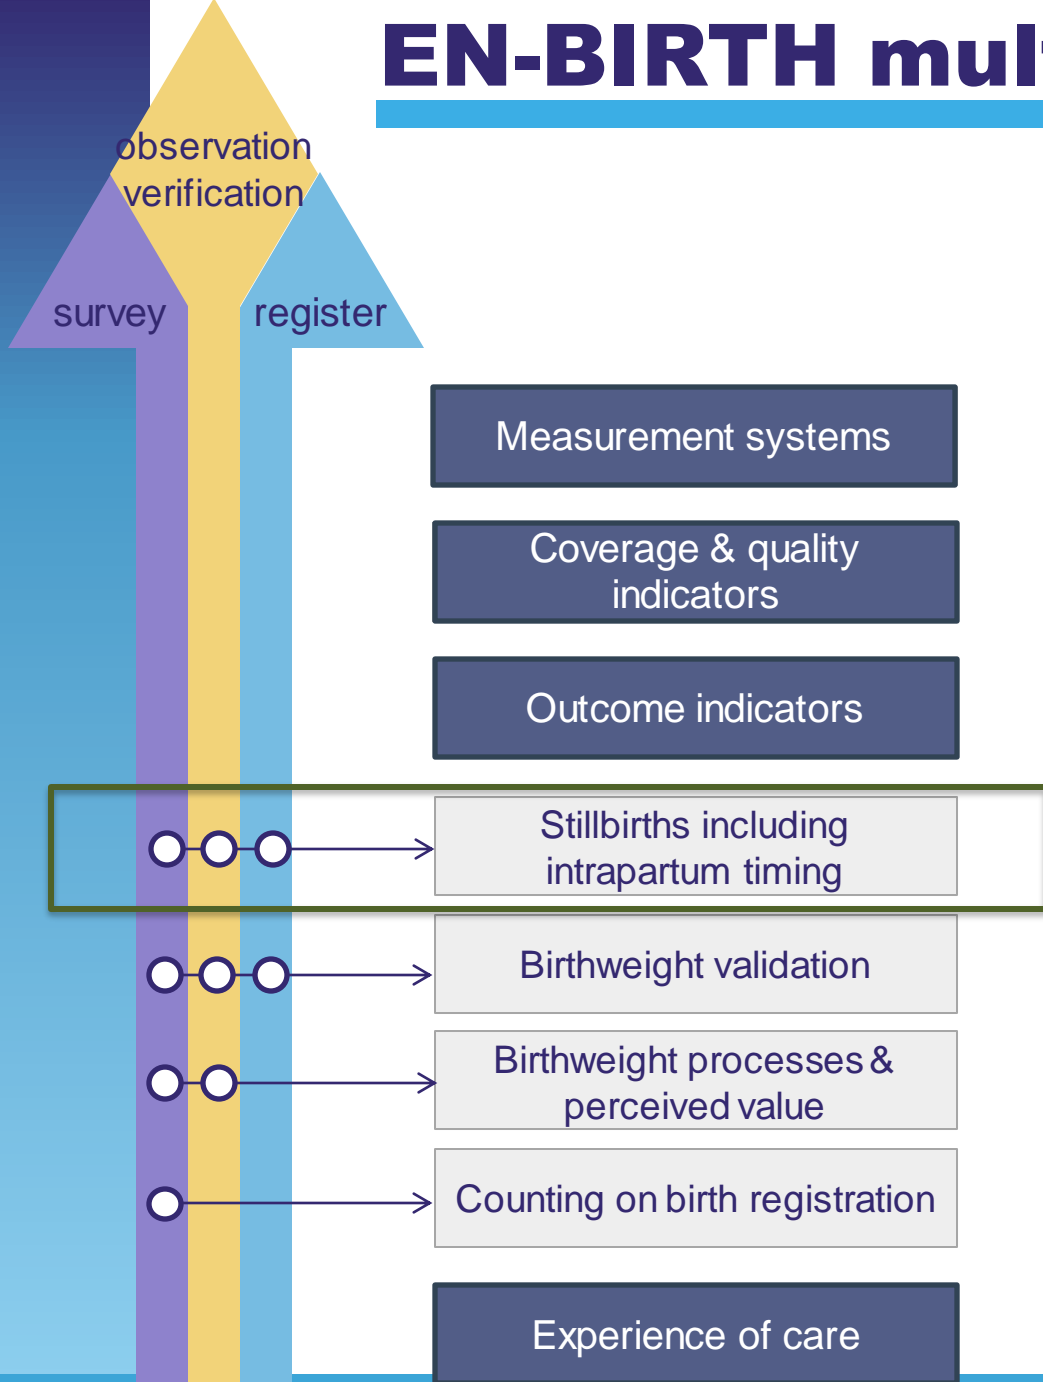 EN-BIRTH mul
observation
verification
survey
register
Measurement systems
Coverage & quality
indicators
Outcome indicators
Stillbirths including
intrapartum timing
Birthweight validation
Birthweight processes &
perceived value
Counting on birth registration
Experience of care